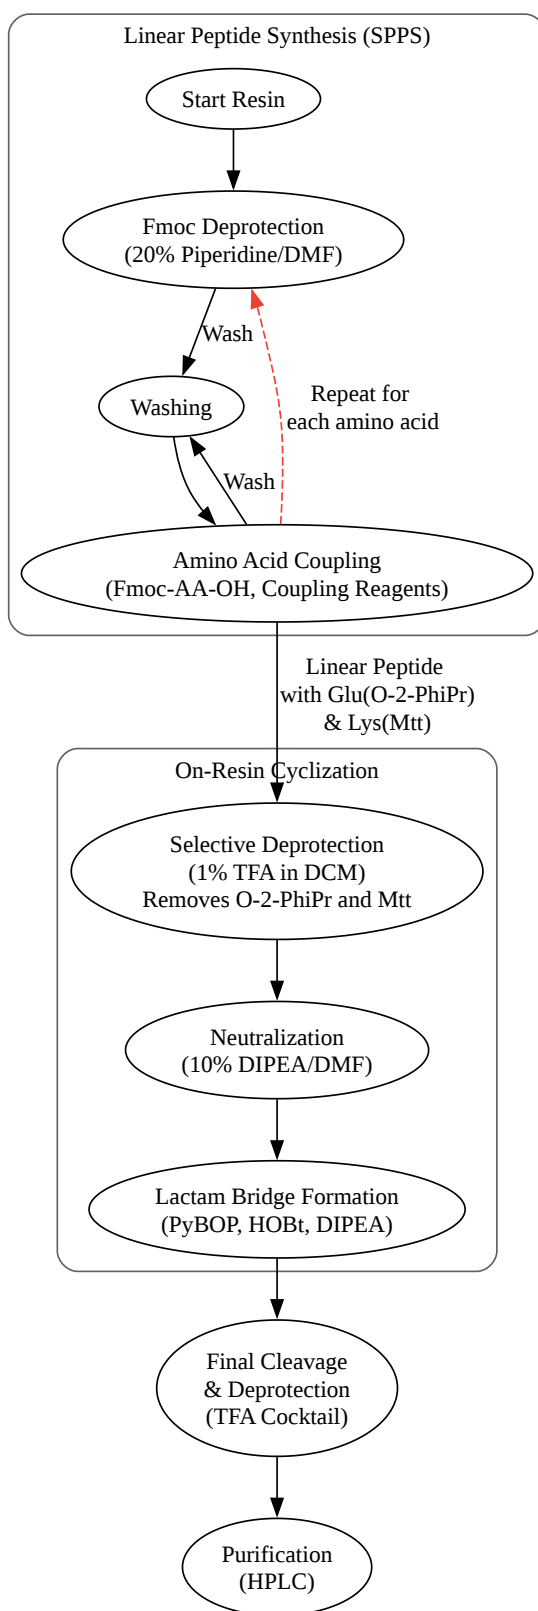 Linear Peptide Synthesis (SPPS)
Start Resin
Fmoc Deprotection
(20% Piperidine/DMF)
Wash
Washing
Repeat for
each amino acid
Wash
Amino Acid Coupling
(Fmoc-AA-OH, Coupling Reagents)
Linear Peptide
with Glu(O-2-PhiPr)
& Lys(Mtt)
On-Resin Cyclization
Selective Deprotection
(1% TFA in DCM)
Removes O-2-PhiPr and Mtt
Neutralization
(10% DIPEA/DMF)
Lactam Bridge Formation
(PyBOP, HOBt, DIPEA)
Final Cleavage
& Deprotection
(TFA Cocktail)
Purification
(HPLC)